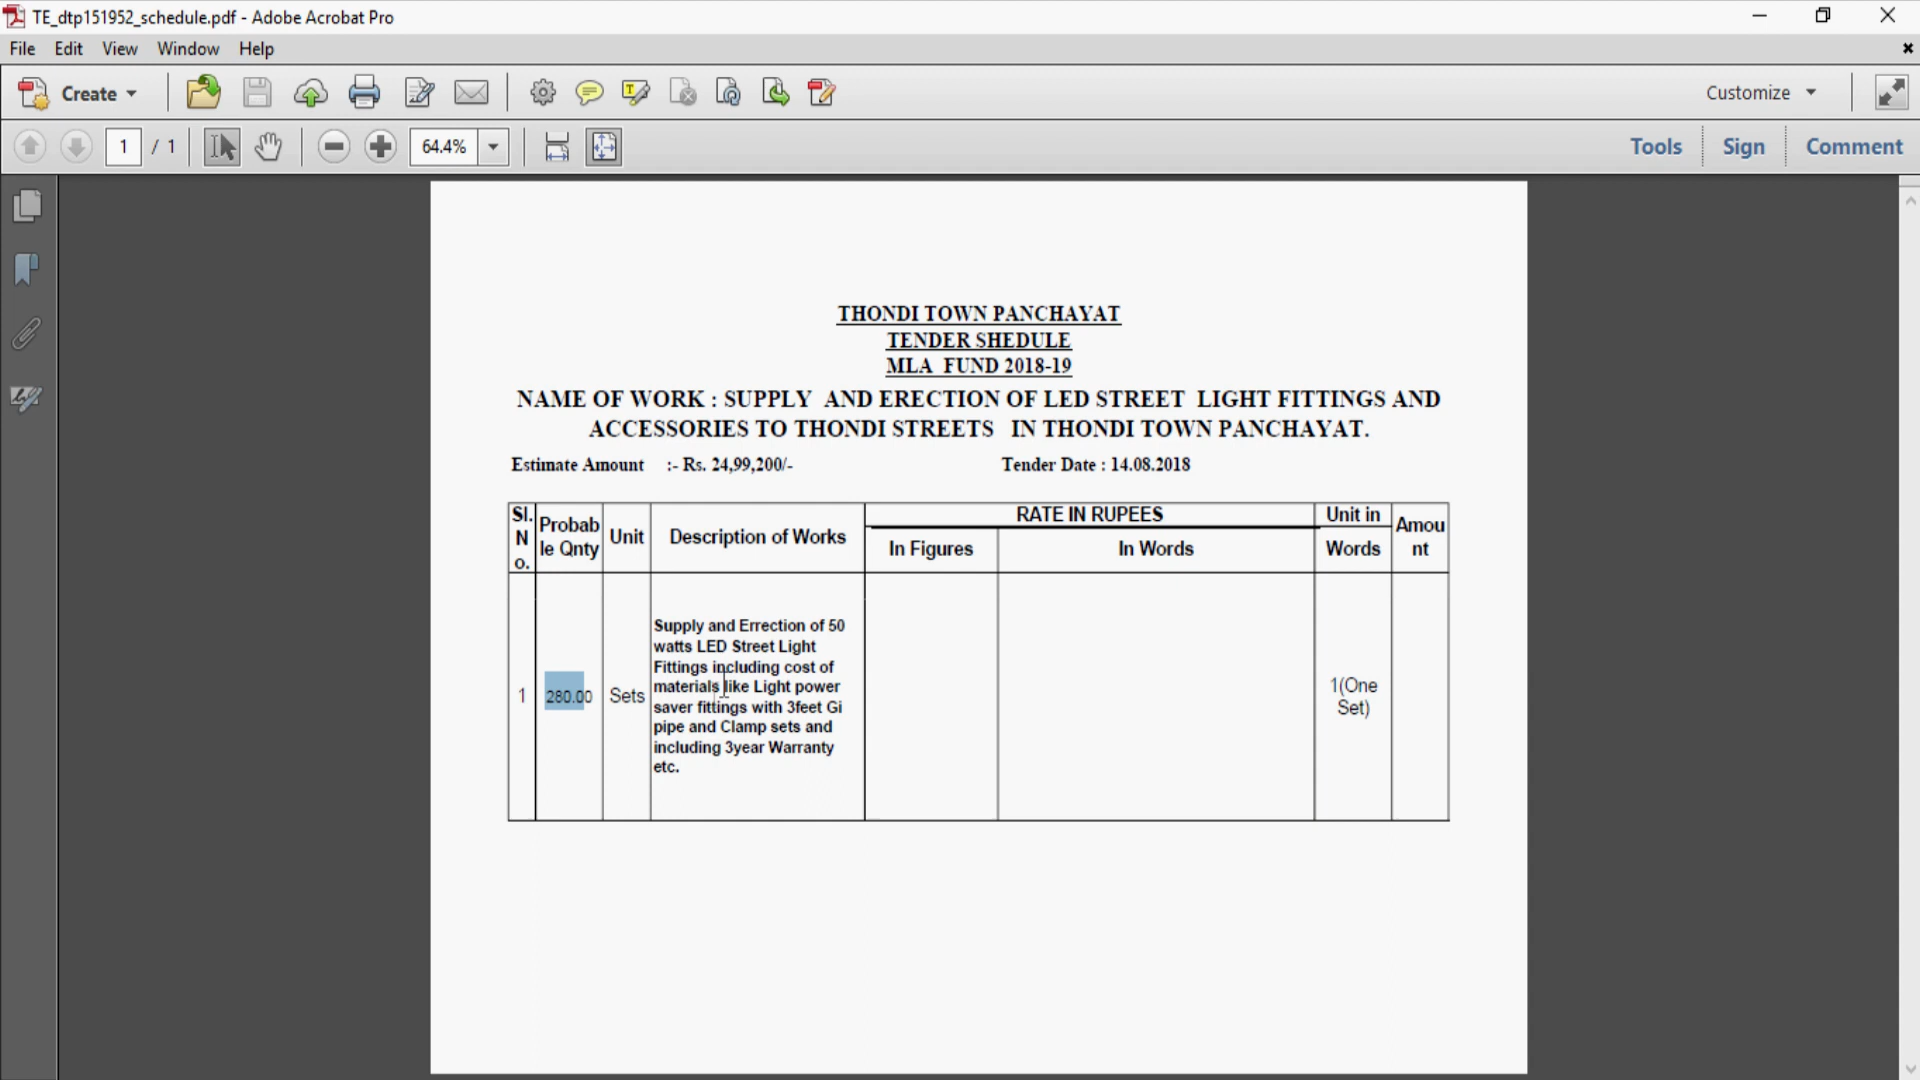 TE_dtp151952_schedule.pdf - Adobe Acrobat Pro
File Edit View Window Help
Create
Customize
1 / 1
64.4%
Tools Sign Comment
THONDI TOWN PANCHAYAT
TENDER SHEDULE
MLA FUND 2018-19
NAME OF WORK : SUPPLY AND ERECTION OF LED STREET LIGHT FITTINGS AND
ACCESSORIES TO THONDI STREETS IN THONDI TOWN PANCHAYAT.
Estimate Amount :- Rs. 24,99,200/- Tender Date : 14.08.2018
Sl.
N
o.
Probab
le Qnty
Unit
Description of Works
RATE IN RUPEES
In Figures
In Words
Unit in
Words
Amou
nt
1
280.00
Sets
Supply and Errection of 50
watts LED Street Light
Fittings including cost of
materials like Light power
saver fittings with 3feet Gi
pipe and Clamp sets and
including 3year Warranty
etc.
1(One
Set)